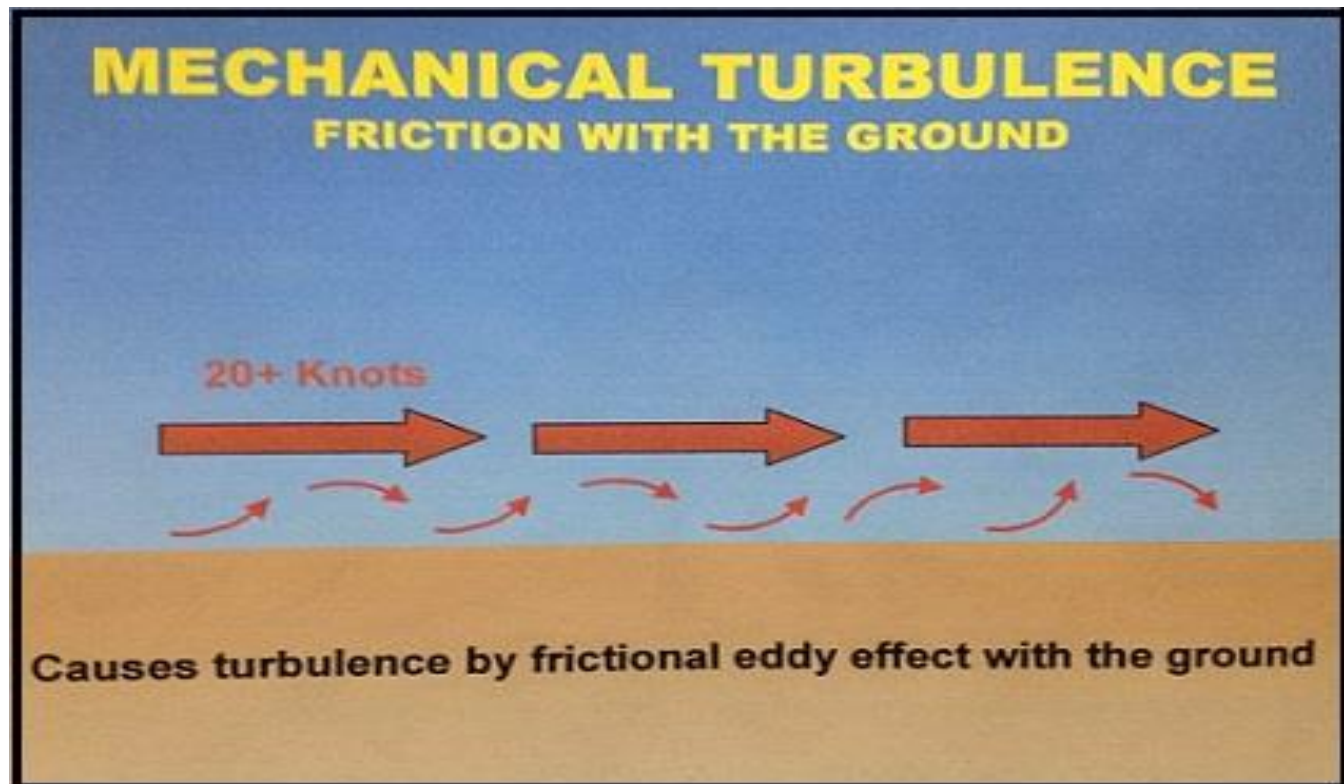 MECHANICAL TURBULENCE
FRICTION WITH THE GROUND
20+ Knots
Causes turbulence by frictional eddy effect with the ground